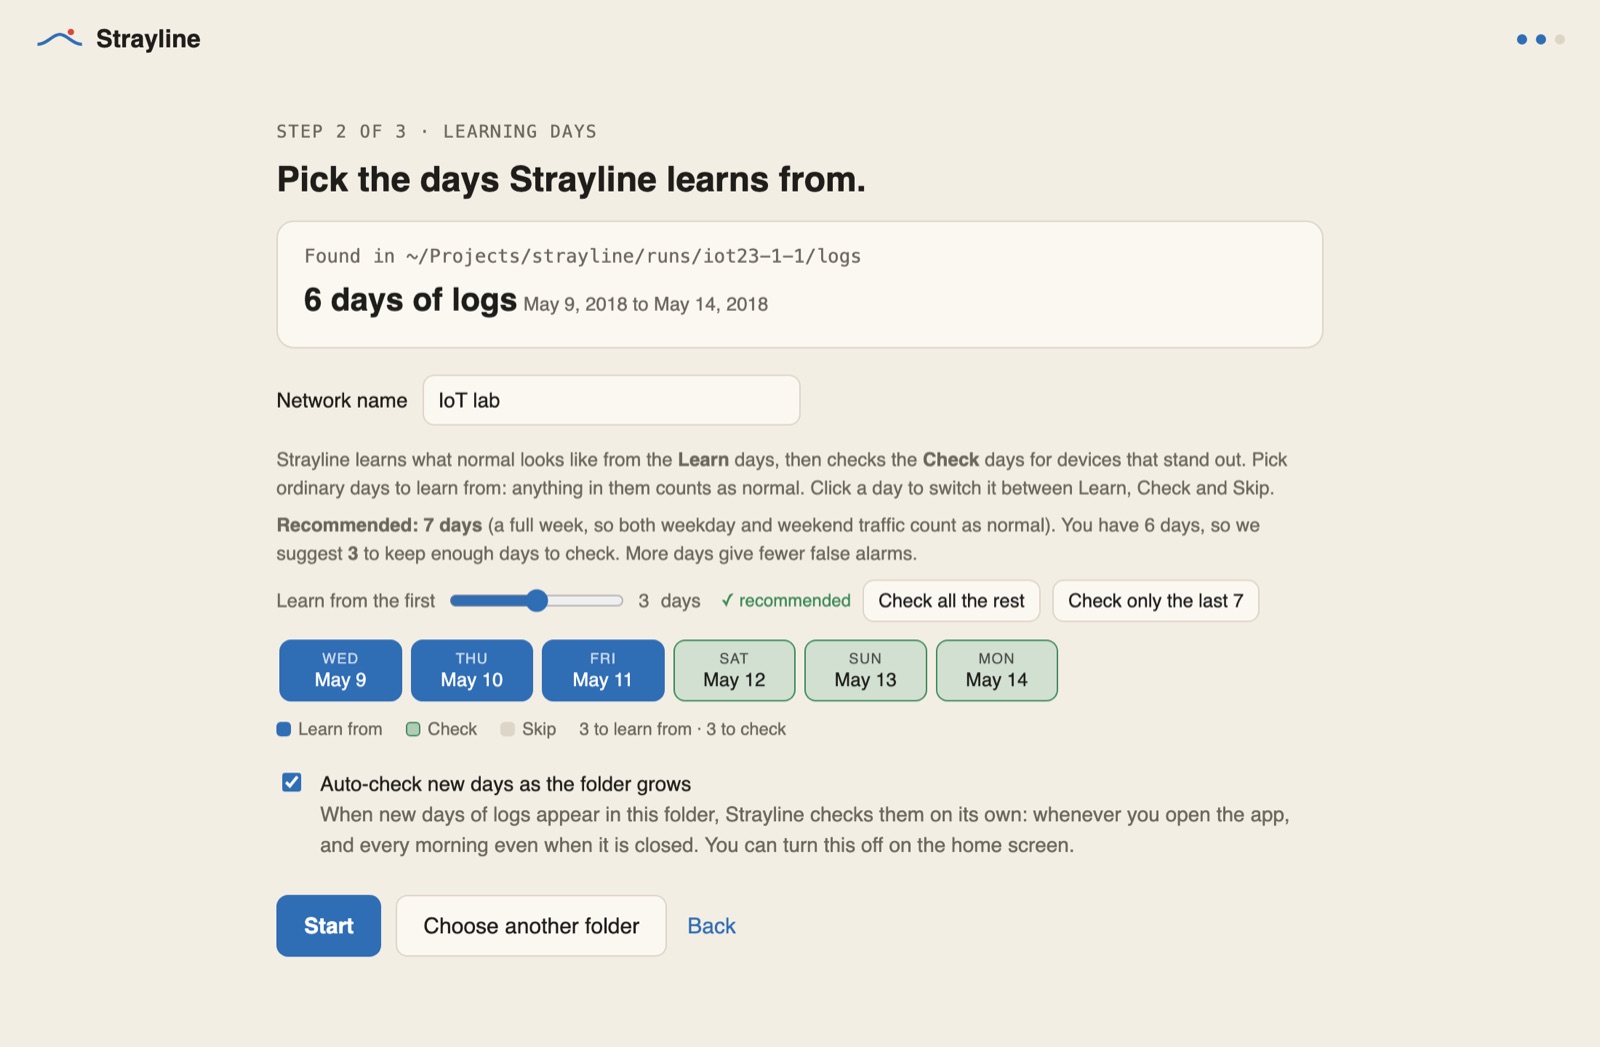 Strayline
STEP 2 OF 3 · LEARNING DAYS
Pick the days Strayline learns from.
Found in ~/Projects/strayline/runs/iot23-1-1/logs
6 days of logs May 9, 2018 to May 14, 2018
Network name IoT lab
Strayline learns what normal looks like from the Learn days, then checks the Check days for devices that stand out. Pick
ordinary days to learn from: anything in them counts as normal. Click a day to switch it between Learn, Check and Skip.
Recommended: 7 days (a full week, so both weekday and weekend traffic count as normal). You have 6 days, so we
suggest 3 to keep enough days to check. More days give fewer false alarms.
Learn from the first 3 days ✓ recommended Check all the rest Check only the last 7
WED THU FRI SAT SUN MON
May 9 May 10 May 11 May 12 May 13 May 14
Learn from Check Skip 3 to learn from · 3 to check
Auto-check new days as the folder grows
When new days of logs appear in this folder, Strayline checks them on its own: whenever you open the app,
and every morning even when it is closed. You can turn this off on the home screen.
Start Choose another folder Back